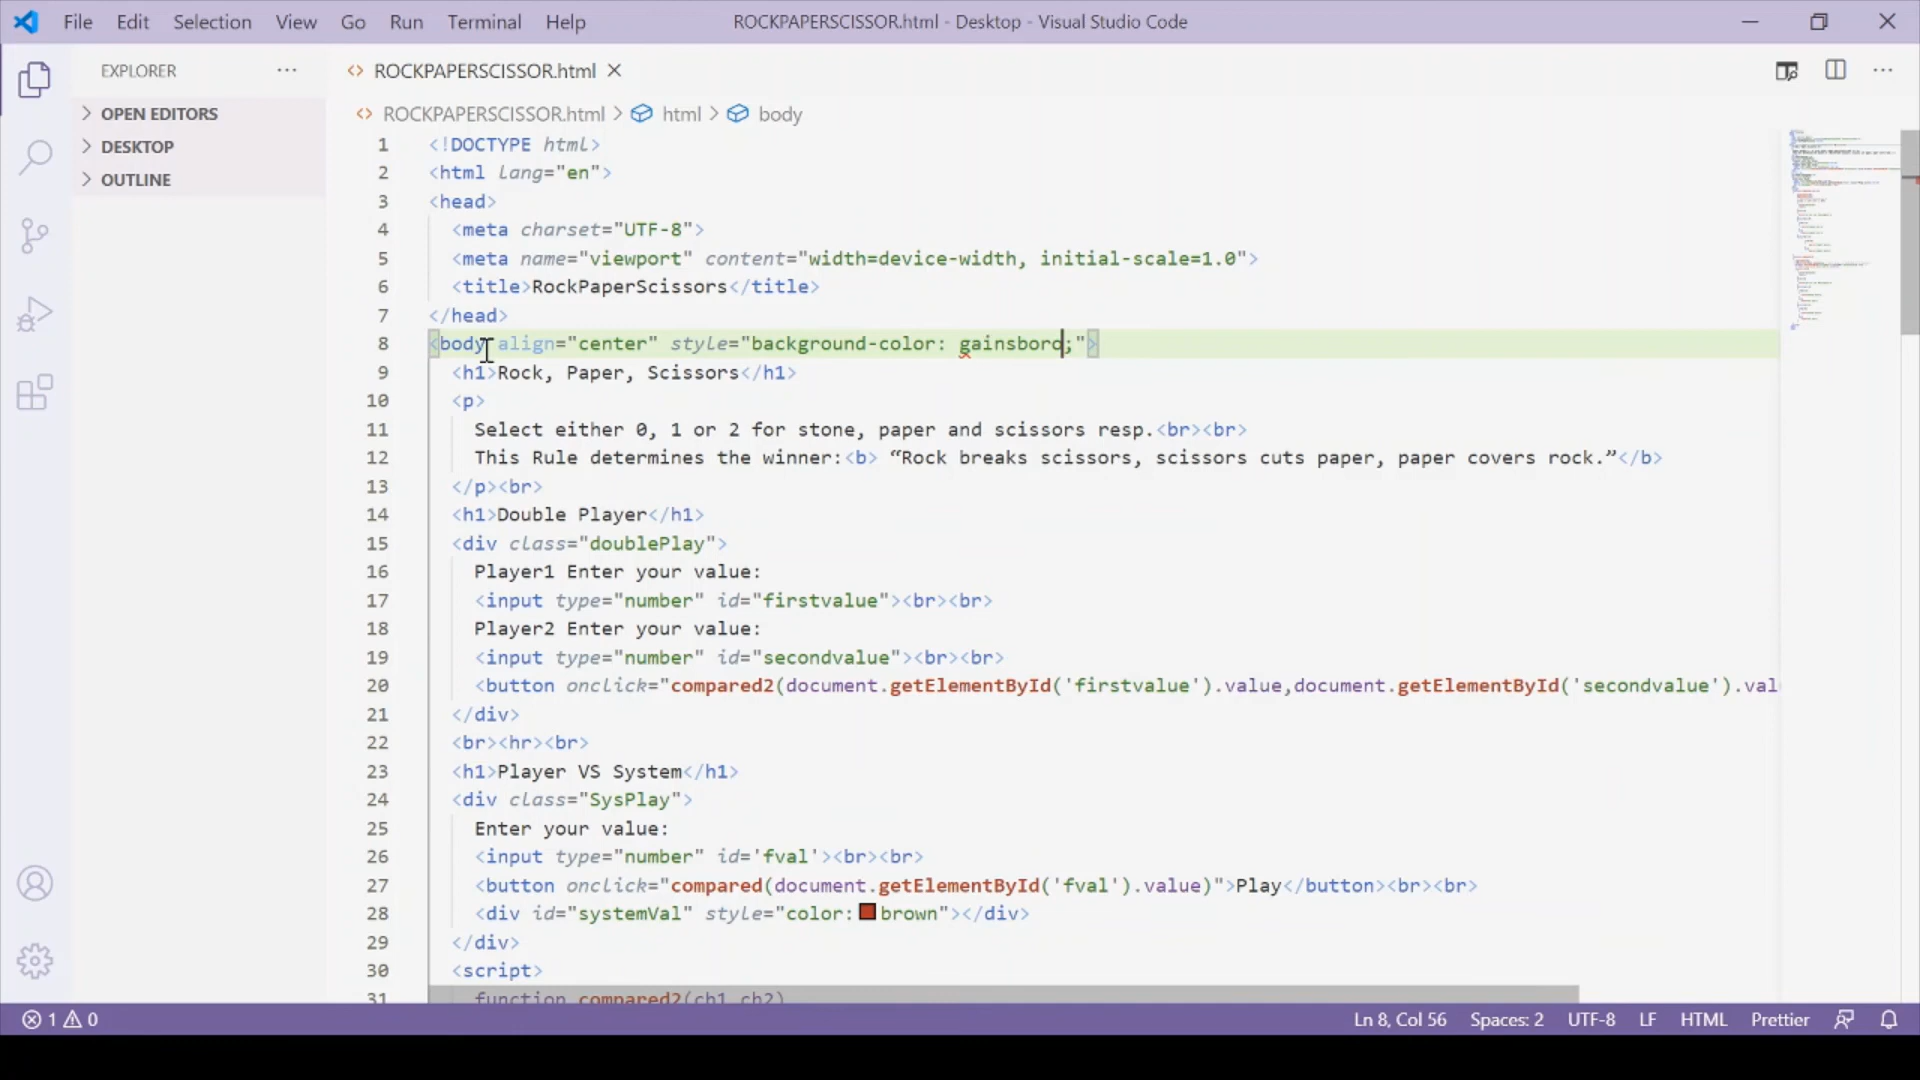 File Edit Selection View Go Run Terminal Help ROCKPAPERSCISSOR.html - Desktop - Visual Studio Code
EXPLORER
OPEN EDITORS
DESKTOP
OUTLINE
ROCKPAPERSCISSOR.html
ROCKPAPERSCISSOR.html > html > body
1 <!DOCTYPE html>
2 <html lang="en">
3 <head>
4 <meta charset="UTF-8">
5 <meta name="viewport" content="width=device-width, initial-scale=1.0">
6 <title>RockPaperScissors</title>
7 </head>
8 <body align="center" style="background-color: gainsboro;">
9 <h1>Rock, Paper, Scissors</h1>
10 <p>
11 Select either 0, 1 or 2 for stone, paper and scissors resp.<br><br>
12 This Rule determines the winner:<b> “Rock breaks scissors, scissors cuts paper, paper covers rock.”</b>
13 </p><br>
14 <h1>Double Player</h1>
15 <div class="doublePlay">
16 Player1 Enter your value:
17 <input type="number" id="firstvalue"><br><br>
18 Player2 Enter your value:
19 <input type="number" id="secondvalue"><br><br>
20 <button onclick="compared2(document.getElementById('firstvalue').value,document.getElementById('secondvalue').val
21 </div>
22 <br><hr><br>
23 <h1>Player VS System</h1>
24 <div class="SysPlay">
25 Enter your value:
26 <input type="number" id='fval'><br><br>
27 <button onclick="compared(document.getElementById('fval').value)">Play</button><br><br>
28 <div id="systemVal" style="color: brown"></div>
29 </div>
30 <script>
31 function compared2(ch1,ch2)
1 0 Ln 8, Col 56 Spaces: 2 UTF-8 LF HTML Prettier